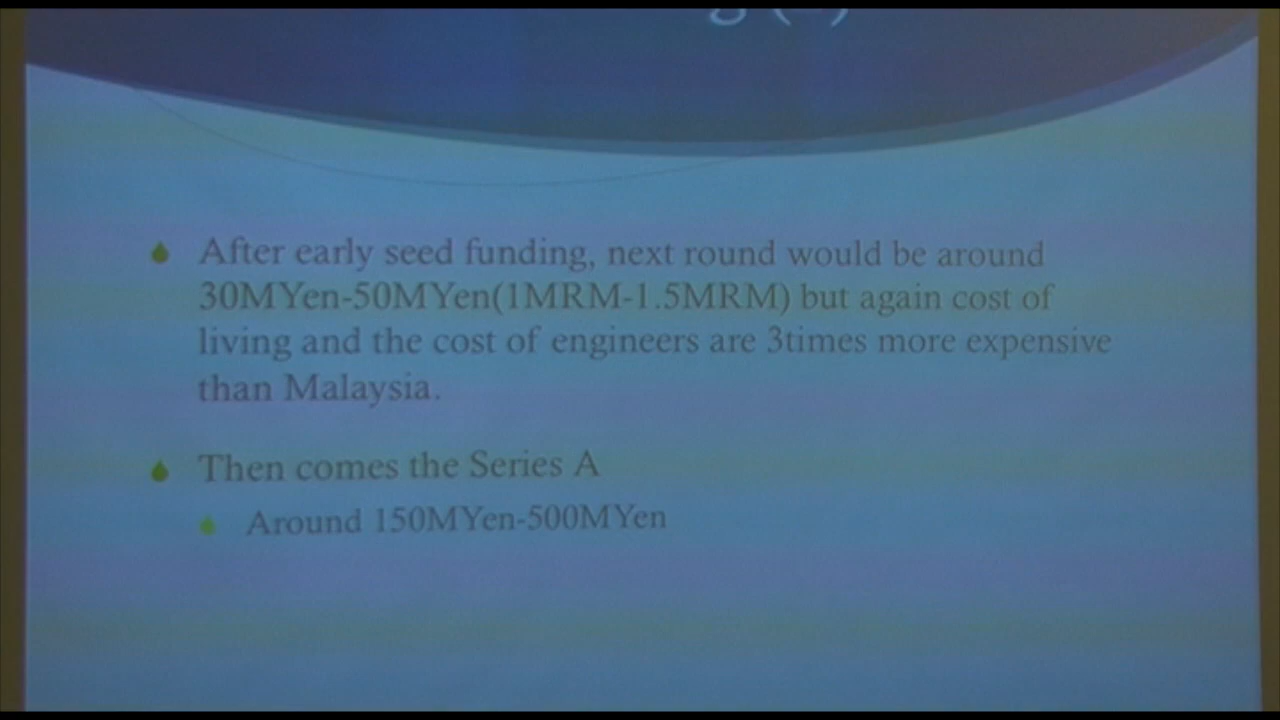 After early seed funding, next round would be around
30MYen-50MYen(1MRM-1.5MRM) but again cost of
living and the cost of engineers are 3times more expensive
than Malaysia.
Then comes the Series A
Around 150MYen-500MYen